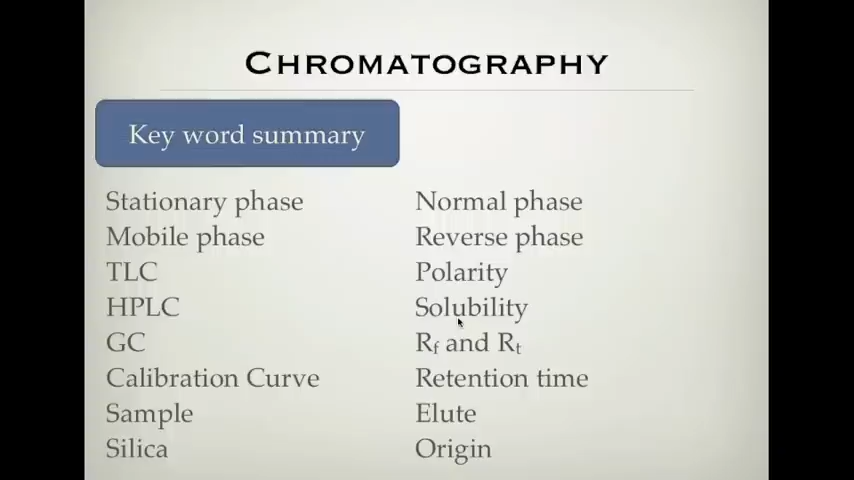 CHROMATOGRAPHY
Key word summary
Stationary phase
Mobile phase
TLC
HPLC
GC
Calibration Curve
Sample
Silica
Normal phase
Reverse phase
Polarity
Solubility
Rf and Rt
Retention time
Elute
Origin